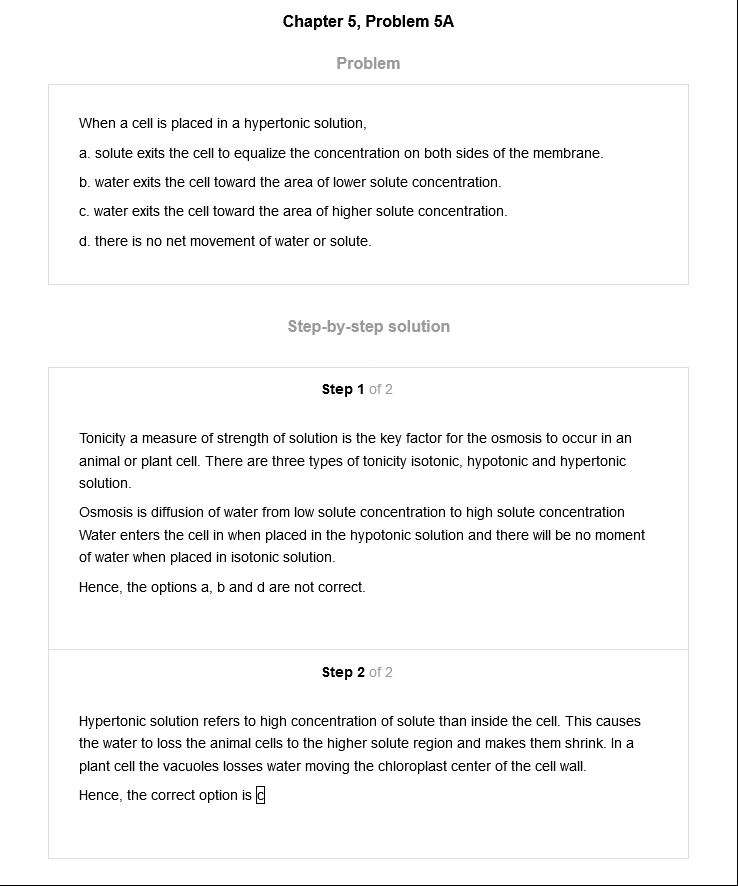 Chapter 5, Problem 5A
Problem
When a cell is placed in a hypertonic solution,
a. solute exits the cell to equalize the concentration on both sides of the membrane.
b. water exits the cell toward the area of lower solute concentration.
c. water exits the cell toward the area of higher solute concentration.
d. there is no net movement of water or solute.
Step-by-step solution
Step 1 of 2
Tonicity a measure of strength of solution is the key factor for the osmosis to occur in an
animal or plant cell. There are three types of tonicity isotonic, hypotonic and hypertonic
solution.
Osmosis is diffusion of water from low solute concentration to high solute concentration
Water enters the cell in when placed in the hypotonic solution and there will be no moment
of water when placed in isotonic solution.
Hence, the options a, b and d are not correct.
Step 2 of 2
Hypertonic solution refers to high concentration of solute than inside the cell. This causes
the water to loss the animal cells to the higher solute region and makes them shrink. In a
plant cell the vacuoles losses water moving the chloroplast center of the cell wall.
Hence, the correct option is c